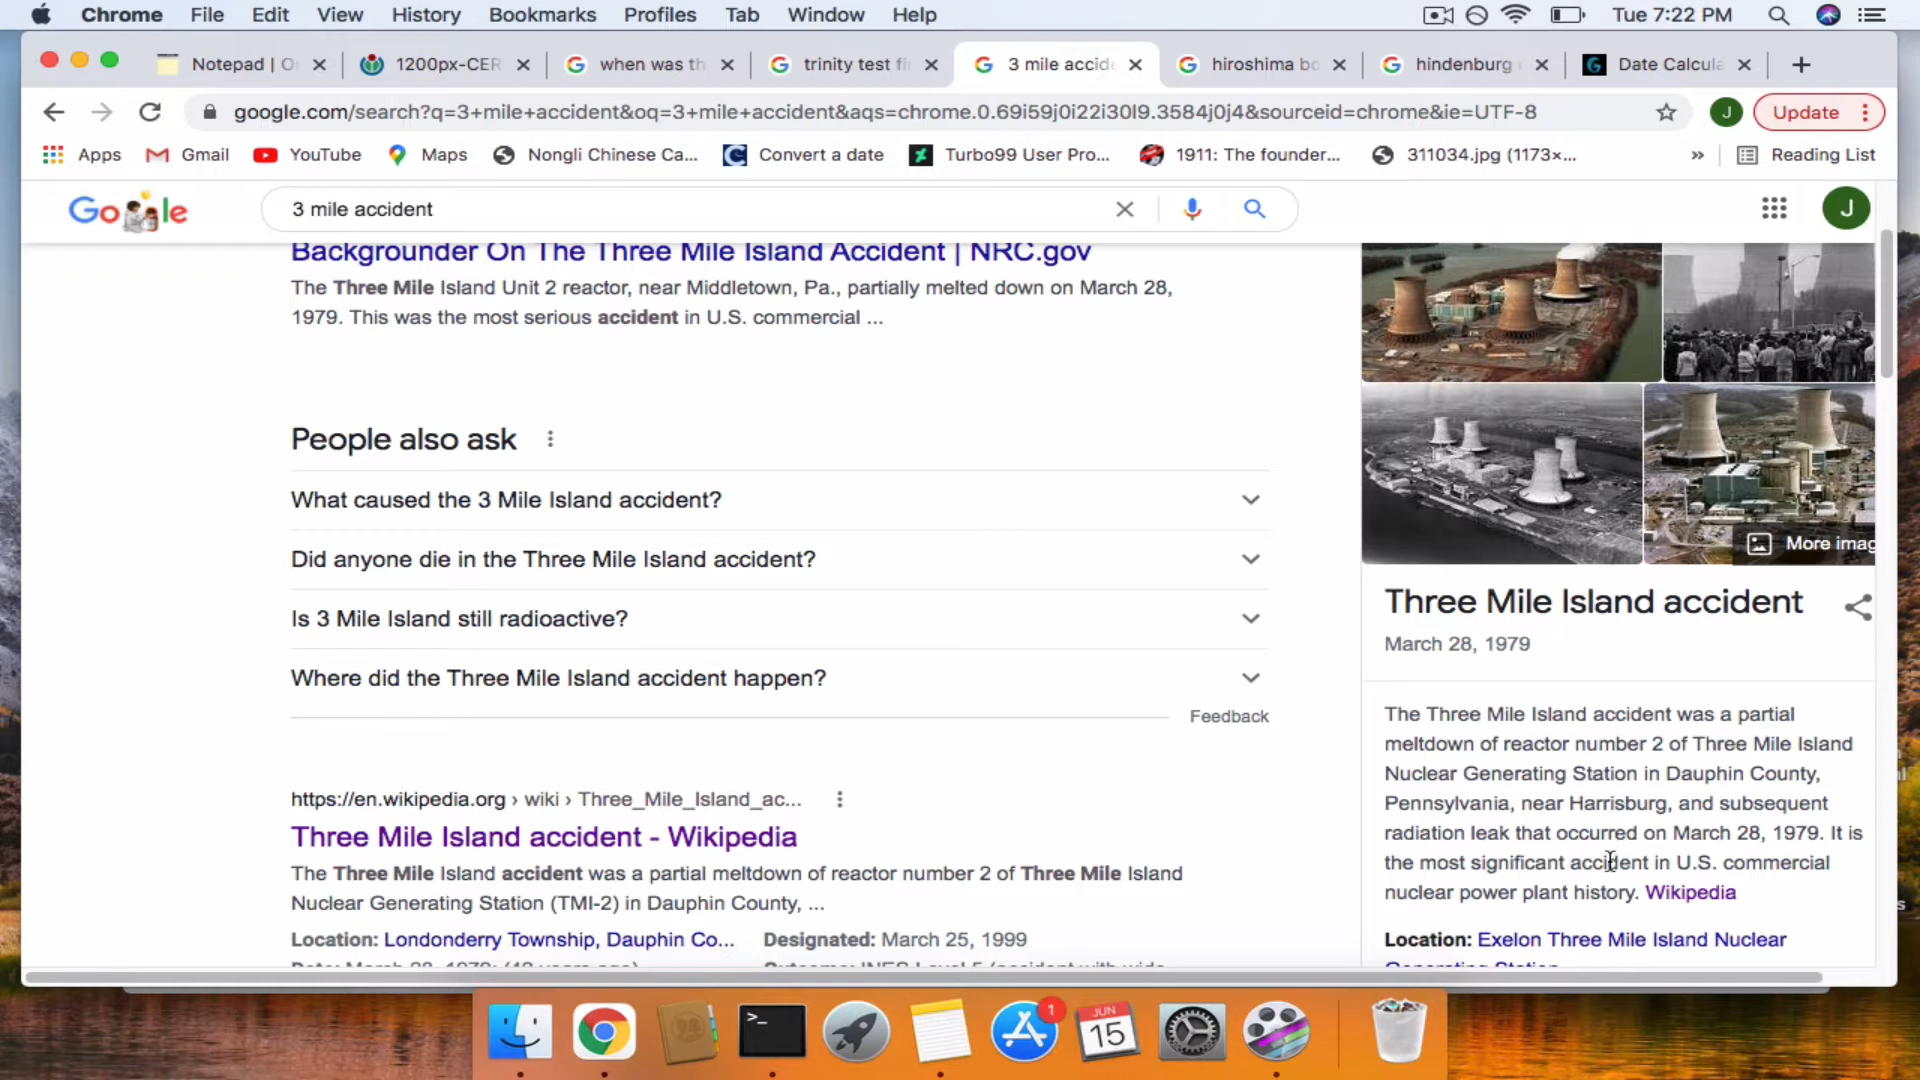 Chrome File Edit View History Bookmarks Profiles Tab Window Help Tue 7:22 PM
Notepad | O 1200px-CER when was th trinity test fi 3 mile accide hiroshima bo hindenburg Date Calcula
google.com/search?q=3+mile+accident&oq=3+mile+accident&aqs=chrome.0.69i59j0i22i30l9.3584j0j4&sourceid=chrome&ie=UTF-8 J Update
Apps Gmail YouTube Maps Nongli Chinese Ca... Convert a date Turbo99 User Pro... 1911: The founder... 311034.jpg (1173×... » Reading List
Google 3 mile accident J
Backgrounder On The Three Mile Island Accident | NRC.gov
The Three Mile Island Unit 2 reactor, near Middletown, Pa., partially melted down on March 28,
1979. This was the most serious accident in U.S. commercial ...
People also ask
What caused the 3 Mile Island accident?
Did anyone die in the Three Mile Island accident?
Is 3 Mile Island still radioactive?
Where did the Three Mile Island accident happen?
Feedback
https://en.wikipedia.org › wiki › Three_Mile_Island_ac...
Three Mile Island accident - Wikipedia
The Three Mile Island accident was a partial meltdown of reactor number 2 of Three Mile Island
Nuclear Generating Station (TMI-2) in Dauphin County, ...
Location: Londonderry Township, Dauphin Co... Designated: March 25, 1999
More imag
Three Mile Island accident
March 28, 1979
The Three Mile Island accident was a partial
meltdown of reactor number 2 of Three Mile Island
Nuclear Generating Station in Dauphin County,
Pennsylvania, near Harrisburg, and subsequent
radiation leak that occurred on March 28, 1979. It is
the most significant accident in U.S. commercial
nuclear power plant history. Wikipedia
Location: Exelon Three Mile Island Nuclear
Generating Station
1
JUN
15